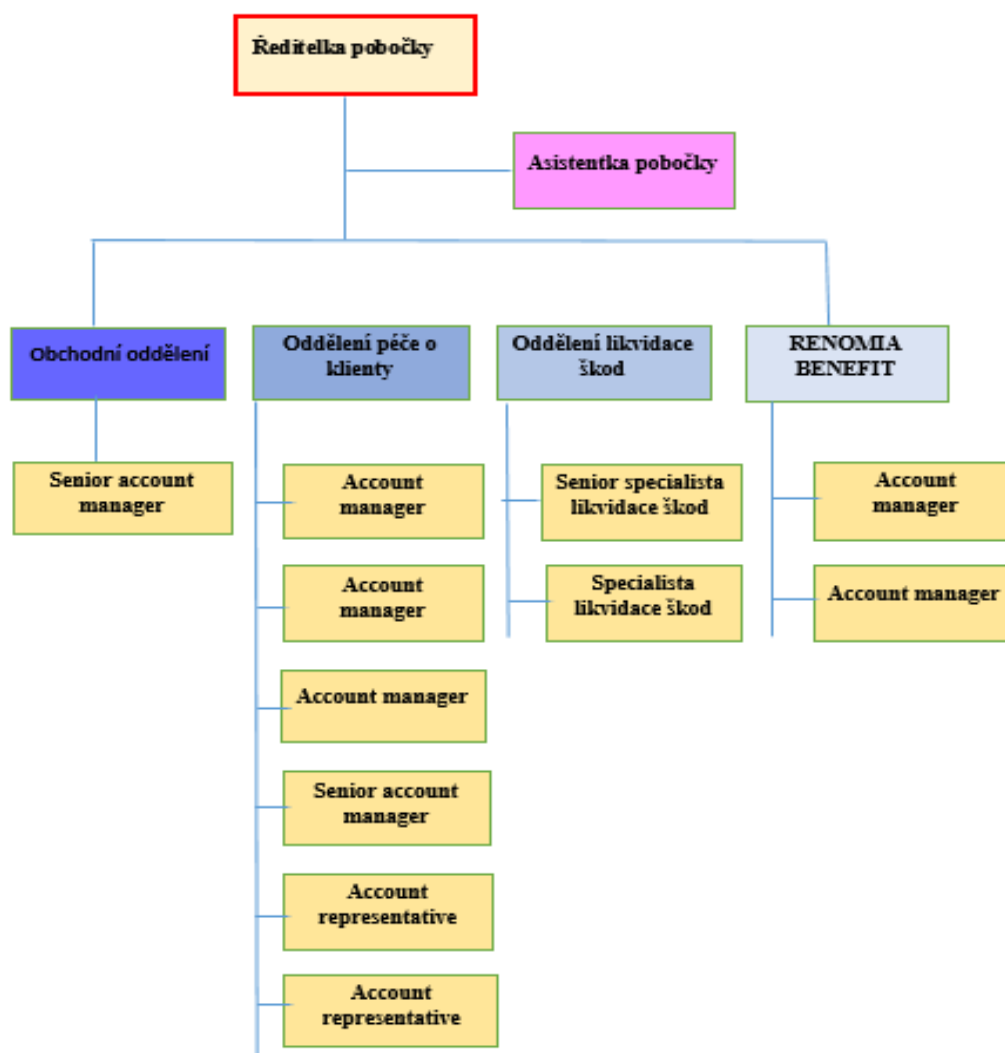 Ředitelka pobočky
Asistentka pobočky
Obchodní oddělení
Oddělení péče o
klienty
Oddělení likvidace
škod
RENOMIA
BENEFIT
Senior account
manager
Account
manager
Account
manager
Account manager
Senior account
manager
Account
representative
Account
representative
Senior specialista
likvidace škod
Specialista
likvidace škod
Account
manager
Account manager